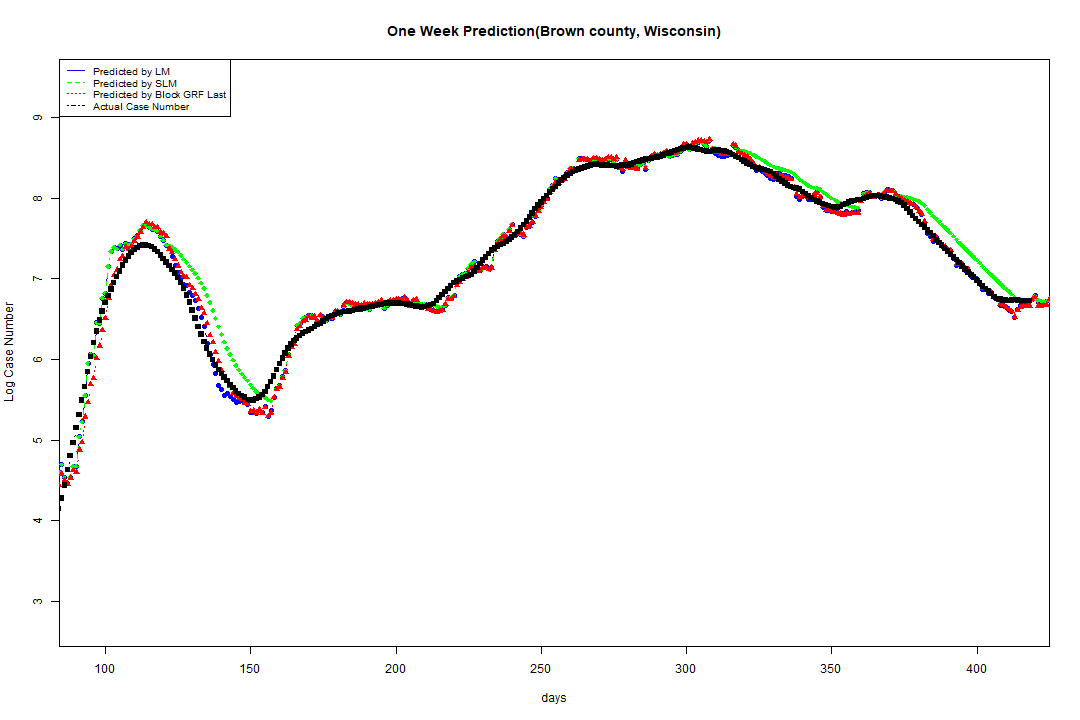 One Week Prediction(Brown county, Wisconsin)
Predicted by LM
Predicted by SLM
Predicted by Block GRF Last
Actual Case Number
9
8
7
6
5
4
3
Log Case Number
100 150 200 250 300 350 400
days